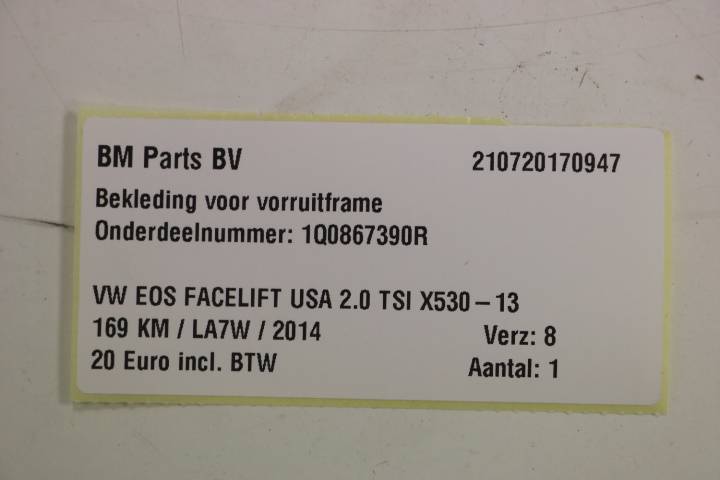 BM Parts BV 210720170947
Bekleding voor vorruitframe
Onderdeelnummer: 1Q0867390R
VW EOS FACELIFT USA 2.0 TSI X530 – 13
169 KM / LA7W / 2014 Verz: 8
20 Euro incl. BTW Aantal: 1